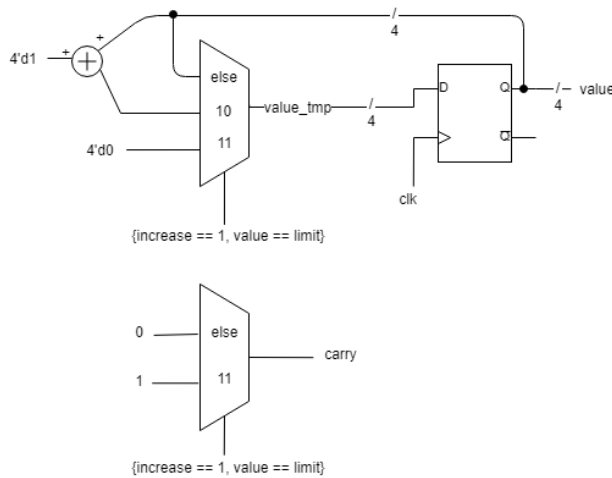 /
4
4'd1
+
+
else
10
11
value_tmp
/
4
D
Q
Q
/
4
value
4'd0
clk
{increase == 1, value == limit}
0
else
1
11
carry
{increase == 1, value == limit}